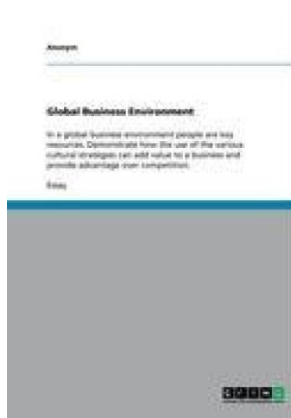 Anonym
Global Business Environment
In a global business environment people are key
resources. Demonstrate how the use of the various
cultural strategies can add value to a business and
provide advantage over competition.
Essay
GRIN